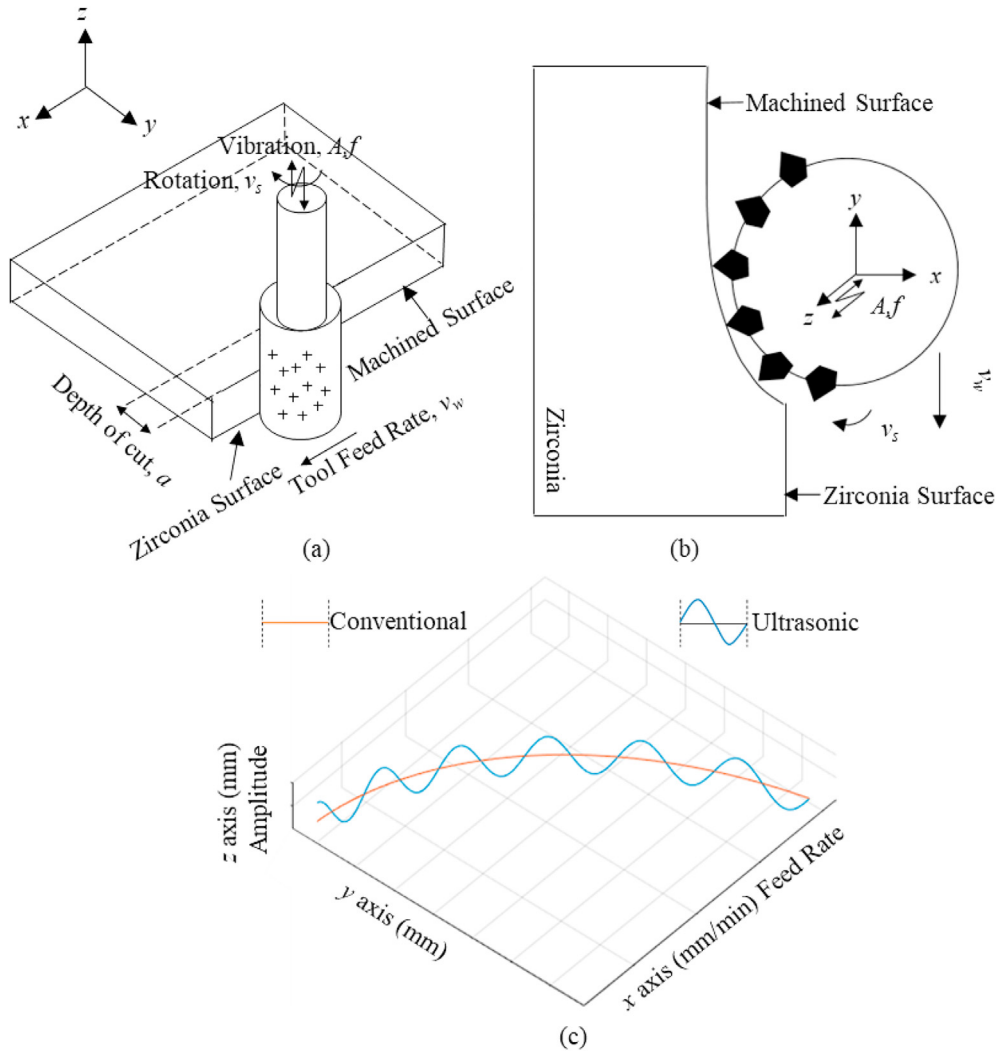 z
x
y
Vibration, A,f
Rotation, vs
Machined Surface
Depth of cut, a
Zirconia Surface
Tool Feed Rate, vw
(a)
Machined Surface
y
x
z
A,f
vw
vs
Zirconia
Zirconia Surface
(b)
Conventional
Ultrasonic
z axis (mm)
Amplitude
y axis (mm)
x axis (mm/min) Feed Rate
(c)